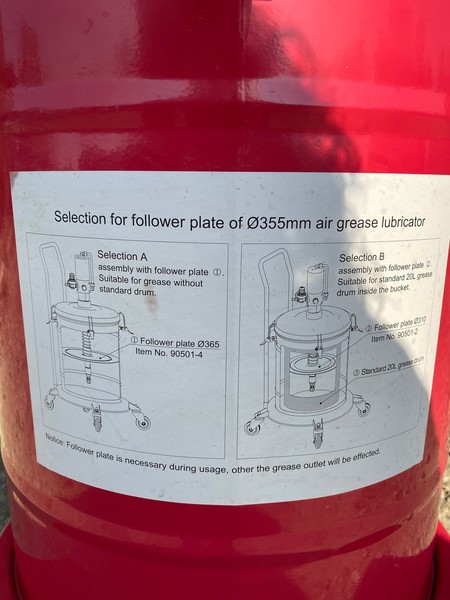 Selection for follower plate of Ø355mm air grease lubricator
Selection A
assembly with follower plate ①.
Suitable for grease without
standard drum.
① Follower plate Ø365
Item No. 90501-4
Selection B
assembly with follower plate ②.
Suitable for standard 20L grease
drum inside the bucket.
② Follower plate Ø310
Item No. 90501-2
③ Standard 20L grease drum
Notice: Follower plate is necessary during usage, other the grease outlet will be effected.